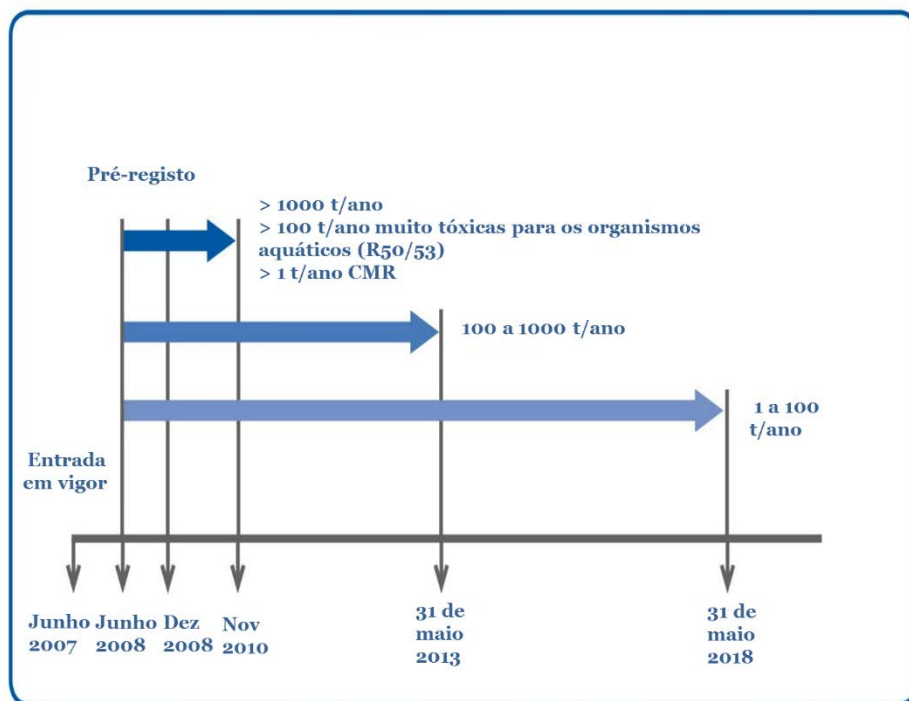 Pré-registo
> 1000 t/ano
> 100 t/ano muito tóxicas para os organismos
aquáticos (R50/53)
> 1 t/ano CMR
100 a 1000 t/ano
1 a 100
t/ano
Entrada
em vigor
Junho
2007
Junho
2008
Dez
2008
Nov
2010
31 de
maio
2013
31 de
maio
2018